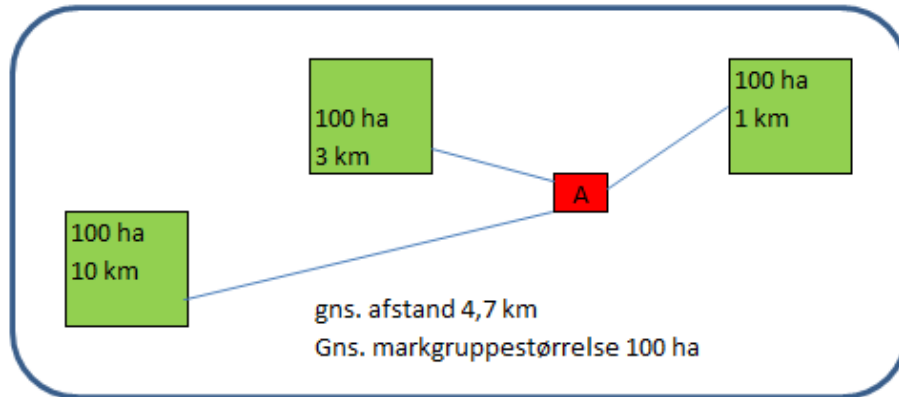 100 ha
3 km
100 ha
1 km
A
100 ha
10 km
gns. afstand 4,7 km
Gns. markgruppestørrelse 100 ha